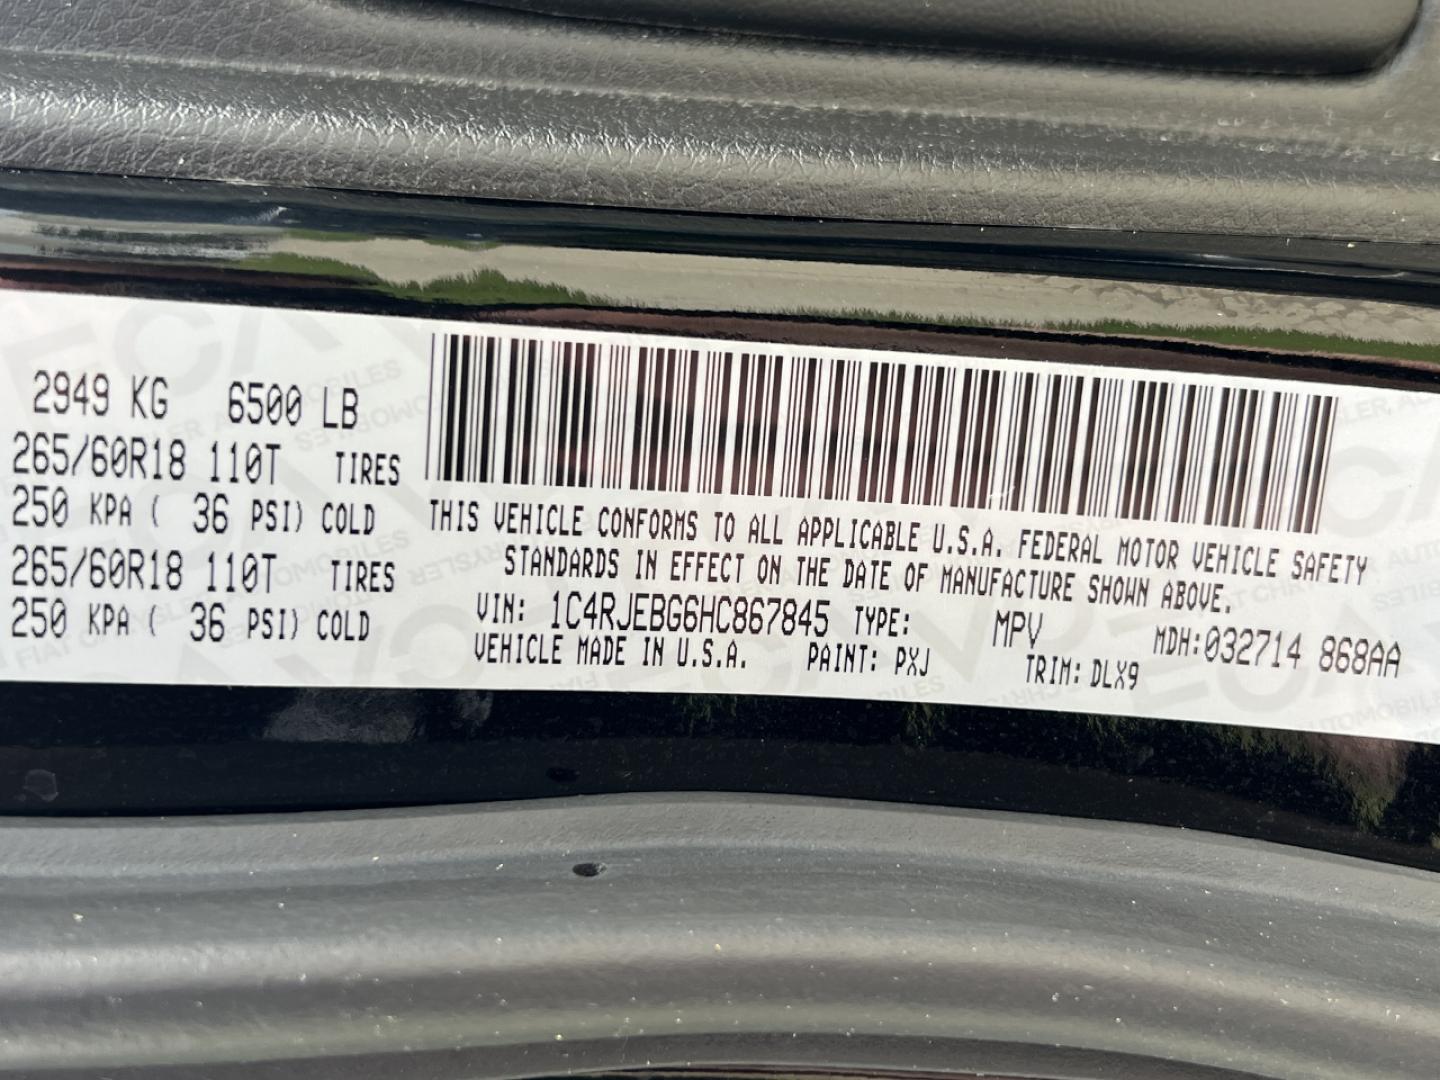 2949 KG 6500 LB
265/60R18 110T TIRES
250 KPA ( 36 PSI) COLD
265/60R18 110T TIRES
250 KPA ( 36 PSI) COLD
THIS VEHICLE CONFORMS TO ALL APPLICABLE U.S.A. FEDERAL MOTOR VEHICLE SAFETY
STANDARDS IN EFFECT ON THE DATE OF MANUFACTURE SHOWN ABOVE.
VIN: 1C4RJEBG6HC867845 TYPE: MPV MDH:032714 868AA
VEHICLE MADE IN U.S.A. PAINT: PXJ TRIM: DLX9